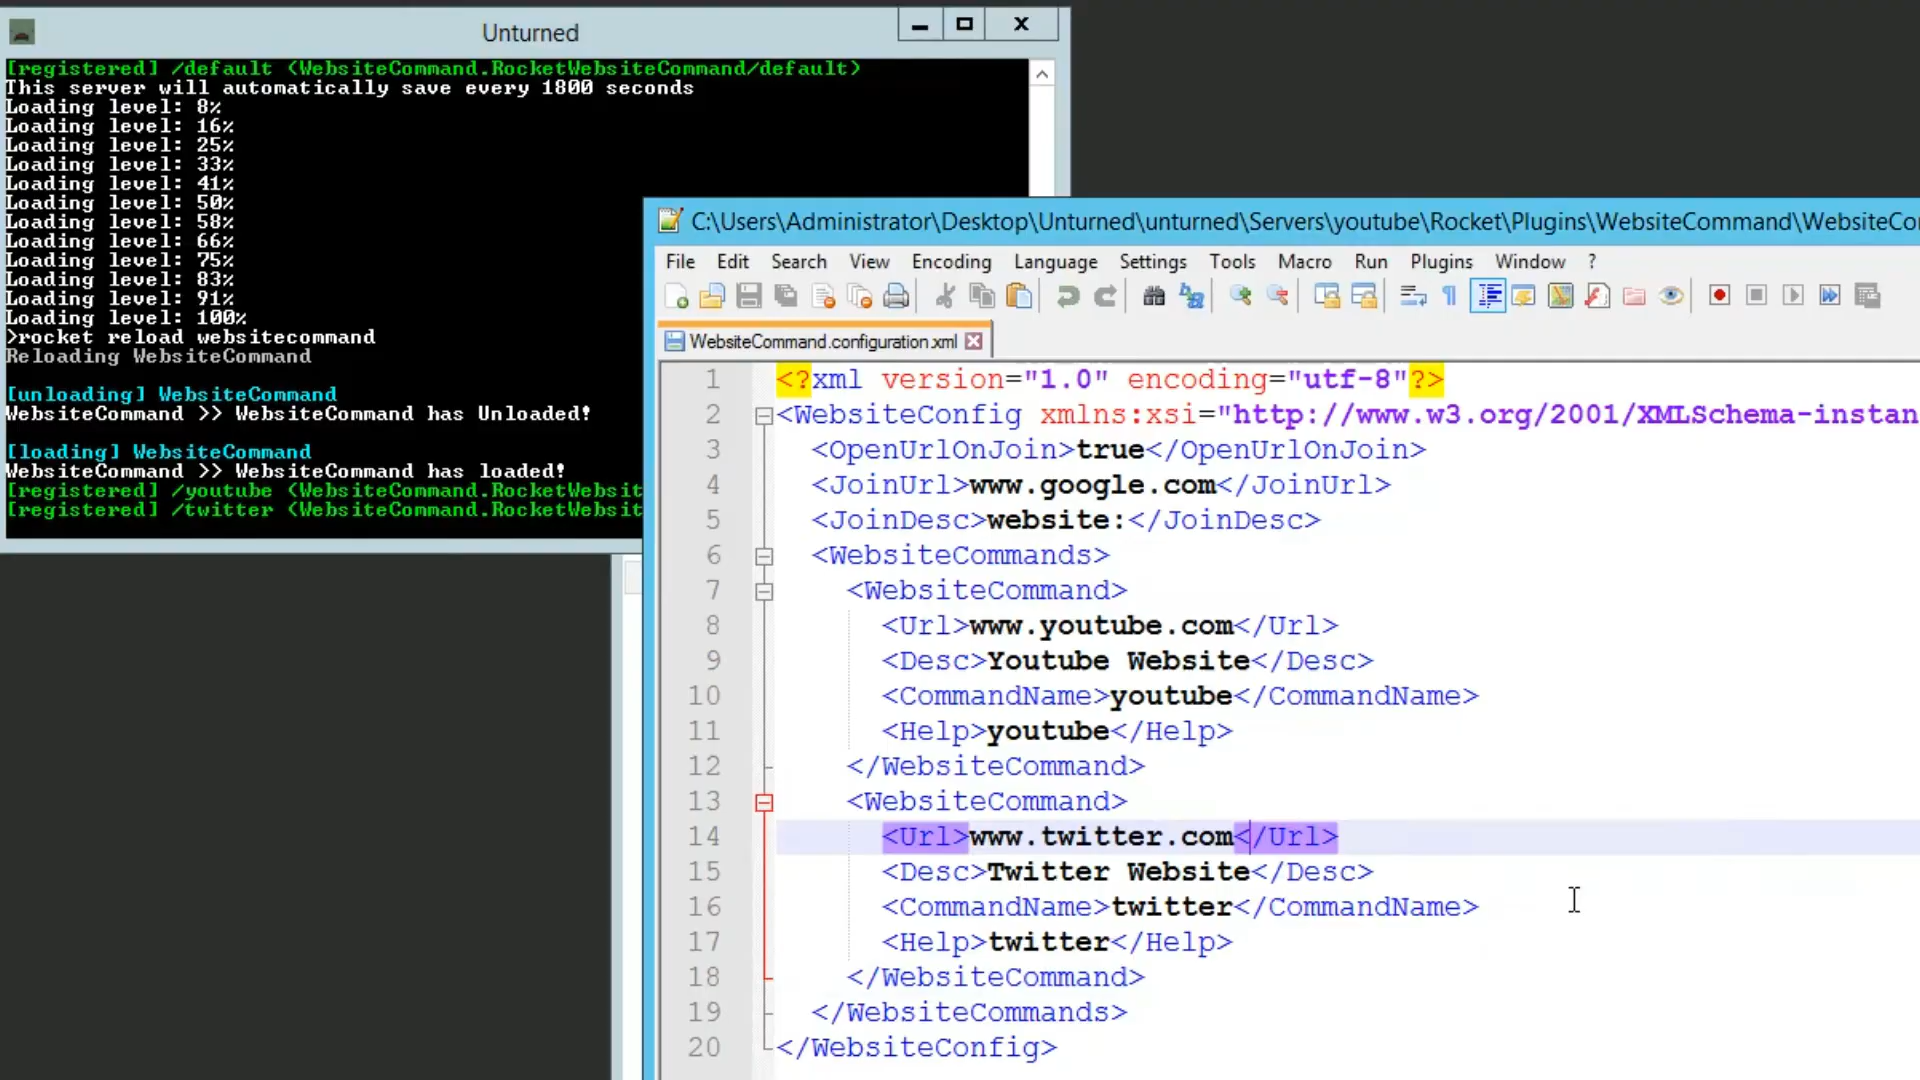 Unturned
[registered] /default (WebsiteCommand.RocketWebsiteCommand/default)
This server will automatically save every 1800 seconds
Loading level: 8%
Loading level: 16%
Loading level: 25%
Loading level: 33%
Loading level: 41%
Loading level: 50%
Loading level: 58%
Loading level: 66%
Loading level: 75%
Loading level: 83%
Loading level: 91%
Loading level: 100%
>rocket reload websitecommand
Reloading WebsiteCommand
[unloading] WebsiteCommand
WebsiteCommand >> WebsiteCommand has Unloaded!
[loading] WebsiteCommand
WebsiteCommand >> WebsiteCommand has loaded!
[registered] /youtube (WebsiteCommand.RocketWebsit
[registered] /twitter (WebsiteCommand.RocketWebsit
C:\Users\Administrator\Desktop\Unturned\unturned\Servers\youtube\Rocket\Plugins\WebsiteCommand\WebsiteCo
File Edit Search View Encoding Language Settings Tools Macro Run Plugins Window ?
WebsiteCommand.configuration.xml
1 <?xml version="1.0" encoding="utf-8"?>
2 <WebsiteConfig xmlns:xsi="http://www.w3.org/2001/XMLSchema-instan
3 <OpenUrlOnJoin>true</OpenUrlOnJoin>
4 <JoinUrl>www.google.com</JoinUrl>
5 <JoinDesc>website:</JoinDesc>
6 <WebsiteCommands>
7 <WebsiteCommand>
8 <Url>www.youtube.com</Url>
9 <Desc>Youtube Website</Desc>
10 <CommandName>youtube</CommandName>
11 <Help>youtube</Help>
12 </WebsiteCommand>
13 <WebsiteCommand>
14 <Url>www.twitter.com</Url>
15 <Desc>Twitter Website</Desc>
16 <CommandName>twitter</CommandName>
17 <Help>twitter</Help>
18 </WebsiteCommand>
19 </WebsiteCommands>
20 </WebsiteConfig>